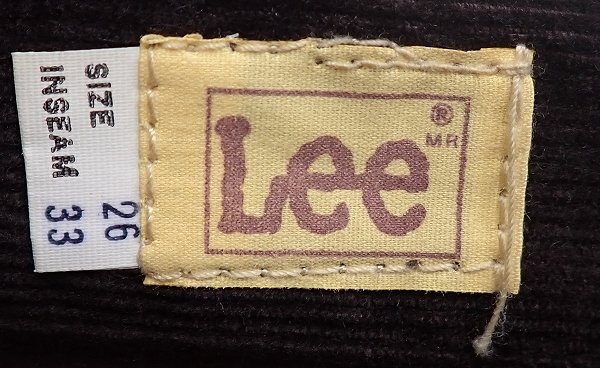 SIZE 26
INSEAM 33
Lee ®
MR